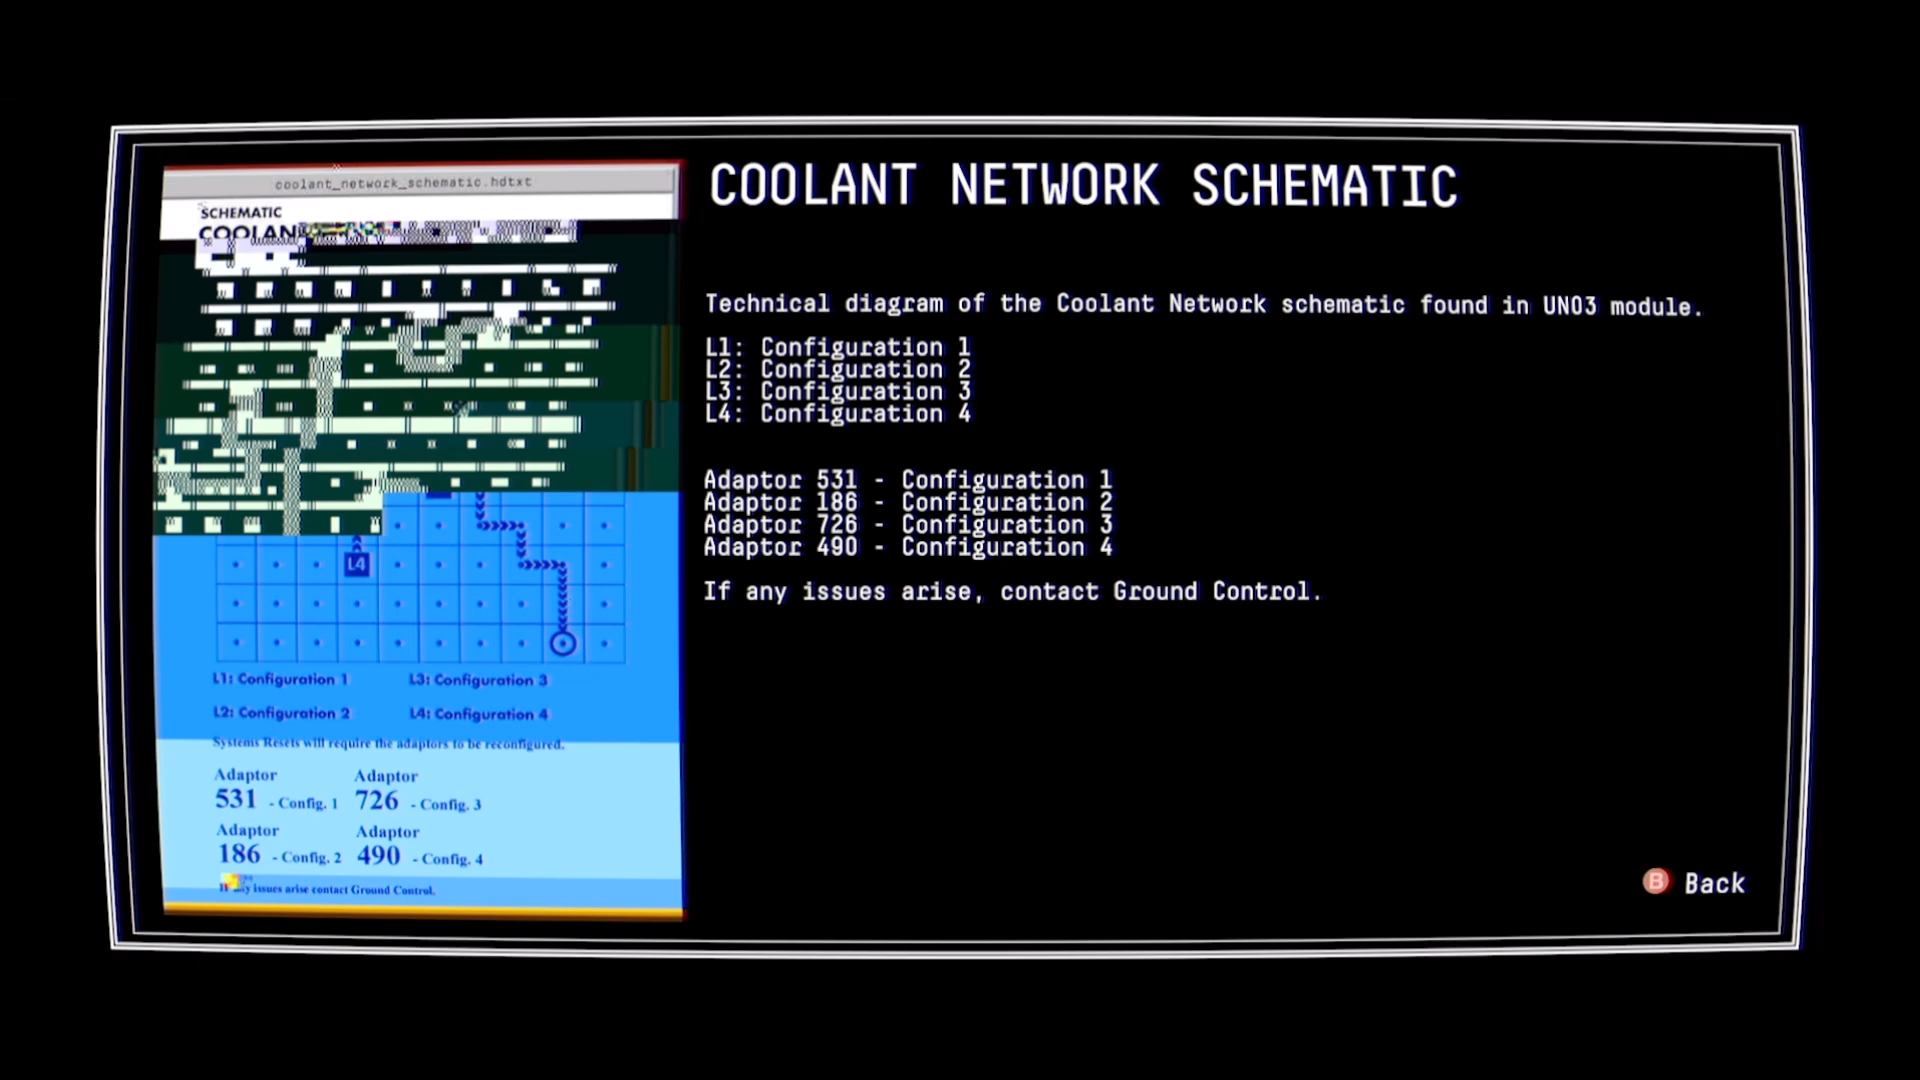 coolant_network_schematic.hdtxt
SCHEMATIC
COOLAN
L4
L1: Configuration 1
L3: Configuration 3
L2: Configuration 2
L4: Configuration 4
Systems Resets will require the adaptors to be reconfigured.
Adaptor
531 - Config. 1
Adaptor
726 - Config. 3
Adaptor
186 - Config. 2
Adaptor
490 - Config. 4
issues arise contact Ground Control.
COOLANT NETWORK SCHEMATIC
Technical diagram of the Coolant Network schematic found in UNO3 module.
L1: Configuration 1
L2: Configuration 2
L3: Configuration 3
L4: Configuration 4
Adaptor 531 - Configuration 1
Adaptor 186 - Configuration 2
Adaptor 726 - Configuration 3
Adaptor 490 - Configuration 4
If any issues arise, contact Ground Control.
B Back